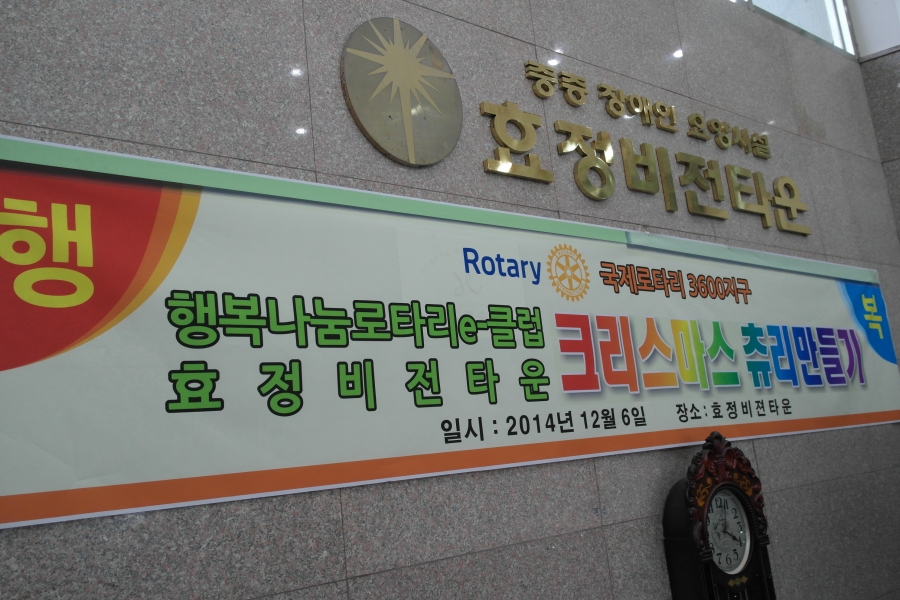 중증 장애인 요양시설
효정비전타운
행
Rotary 국제로타리 3600지구
복
행복나눔로타리e-클럽
효정비전타운
크리스마스 츄리만들기
일시 : 2014년 12월 6일 장소 : 효정비젼타운